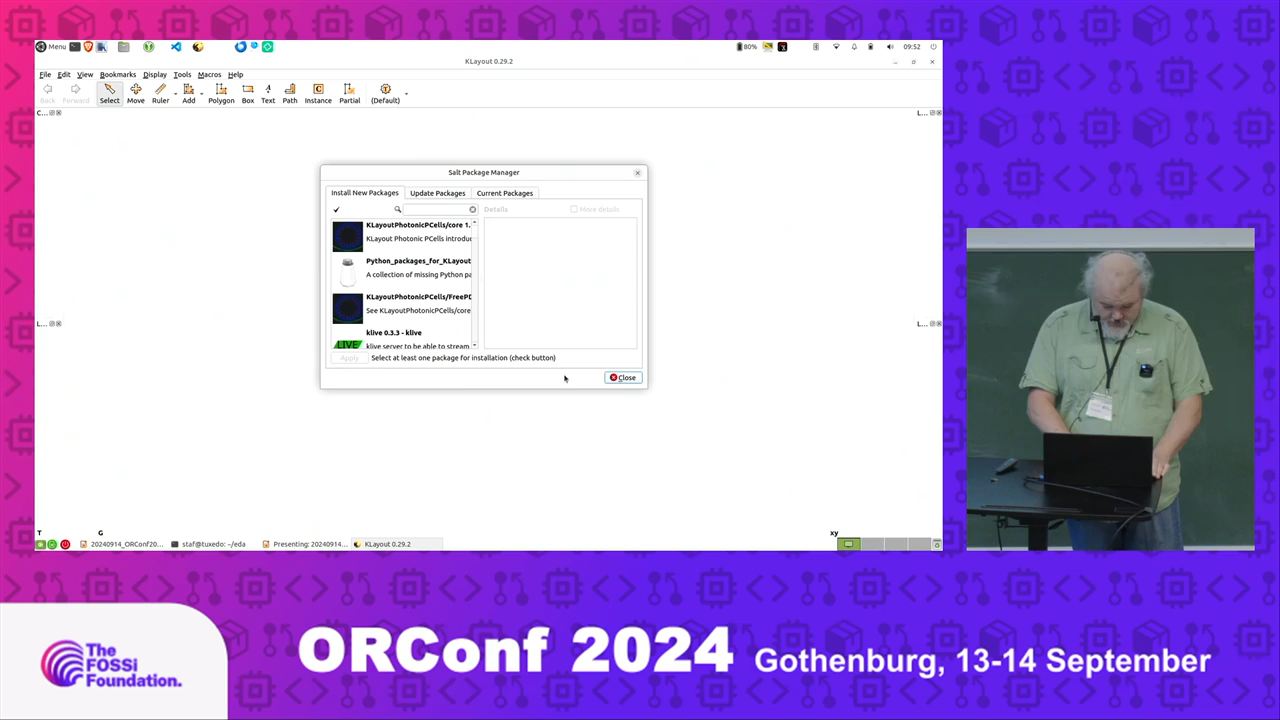 Menu
80%
09:52
KLayout 0.29.2
File Edit View Bookmarks Display Tools Macros Help
Back Forward Select Move Ruler Add Polygon Box Text Path Instance Partial (Default)
C...
L...
Salt Package Manager
Install New Packages Update Packages Current Packages
Details
More details
KLayoutPhotonicPCells/core 1.
KLayout Photonic PCells introduc
Python_packages_for_KLayout
A collection of missing Python pa
KLayoutPhotonicPCells/FreePD
See KLayoutPhotonicPCells/core
klive 0.3.3 - klive
LIVE
klive server to be able to stream
Apply Select at least one package for installation (check button)
Close
L...
L...
T G xy
20240914_ORConf20... staf@tuxedo: ~/eda Presenting: 20240914... KLayout 0.29.2
The
FOSSi
Foundation.
ORConf 2024 Gothenburg, 13-14 September